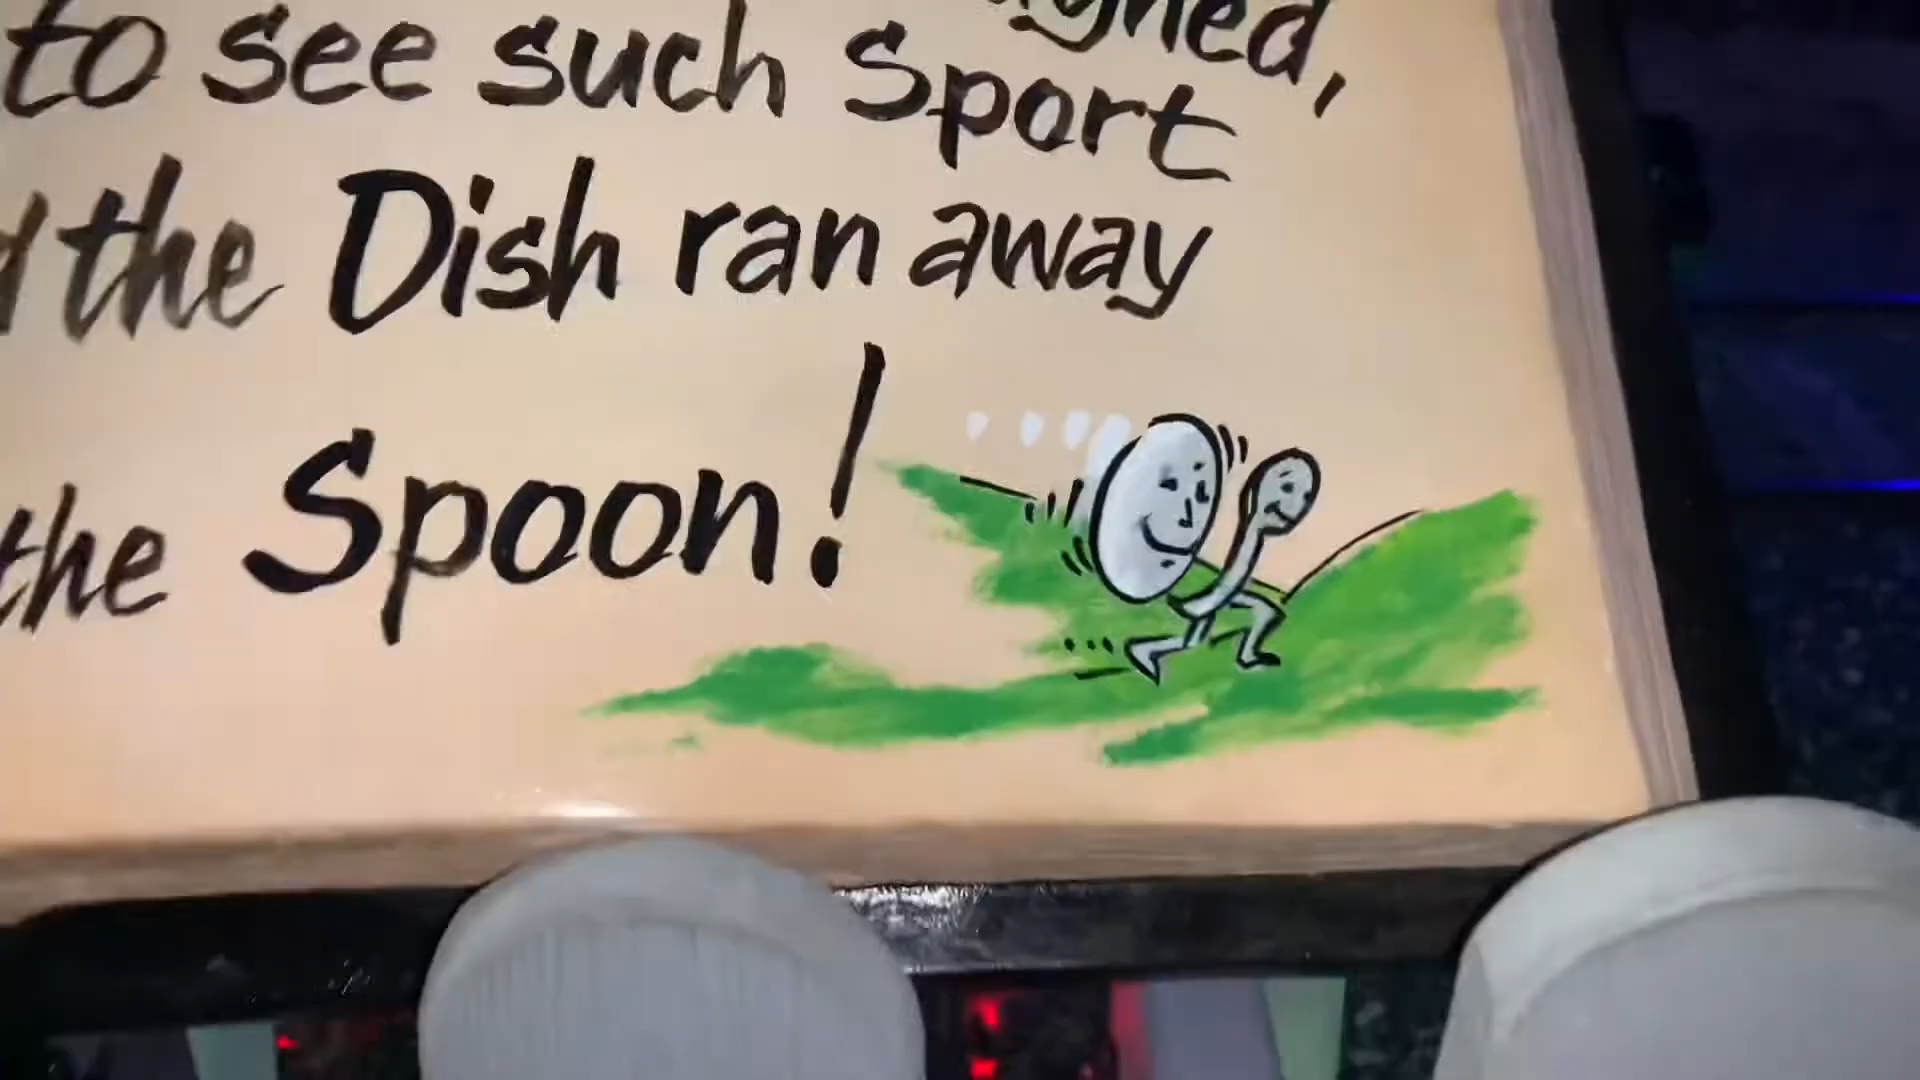 to see such Sport
the Dish ran away
the Spoon!